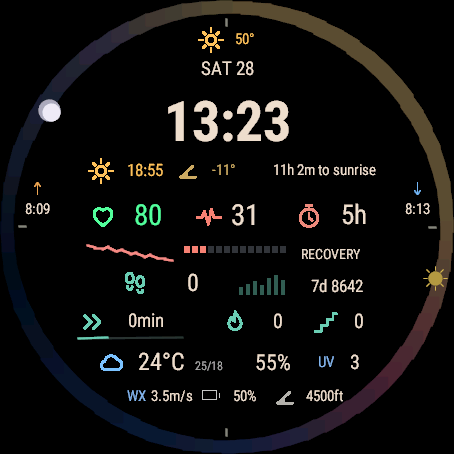 50°
SAT 28
13:23
18:55 -11° 11h 2m to sunrise
8:09 8:13
80 31 5h
RECOVERY
0 7d 8642
0min 0 0
24°C 25/18 55% UV 3
WX 3.5m/s 50% 4500ft